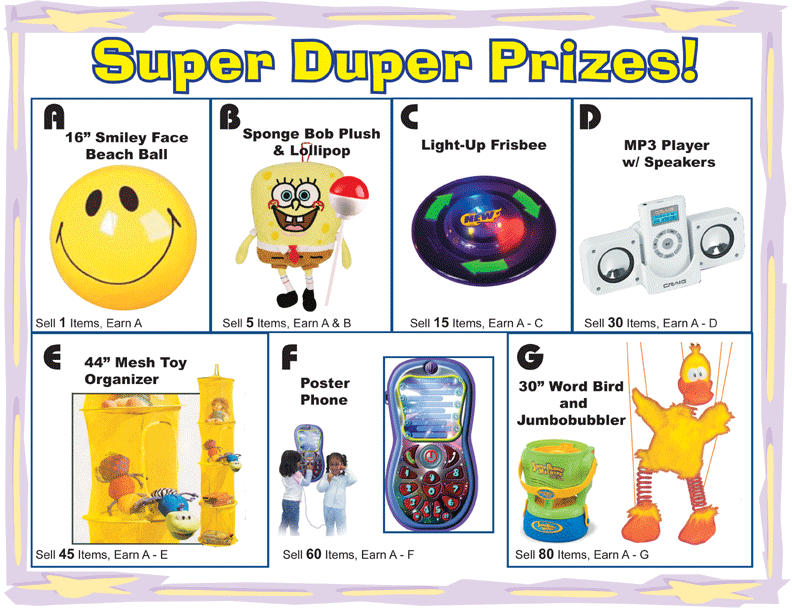 Super Duper Prizes!
A
16” Smiley Face
Beach Ball
Sell 1 Items, Earn A
B
Sponge Bob Plush
& Lollipop
Sell 5 Items, Earn A & B
C
Light-Up Frisbee
NEW!
Sell 15 Items, Earn A - C
D
MP3 Player
w/ Speakers
CRAIG
Sell 30 Items, Earn A - D
E
44” Mesh Toy
Organizer
Sell 45 Items, Earn A - E
F
Poster
Phone
Sell 60 Items, Earn A - F
G
30” Word Bird
and
Jumbobubbler
Sell 80 Items, Earn A - G